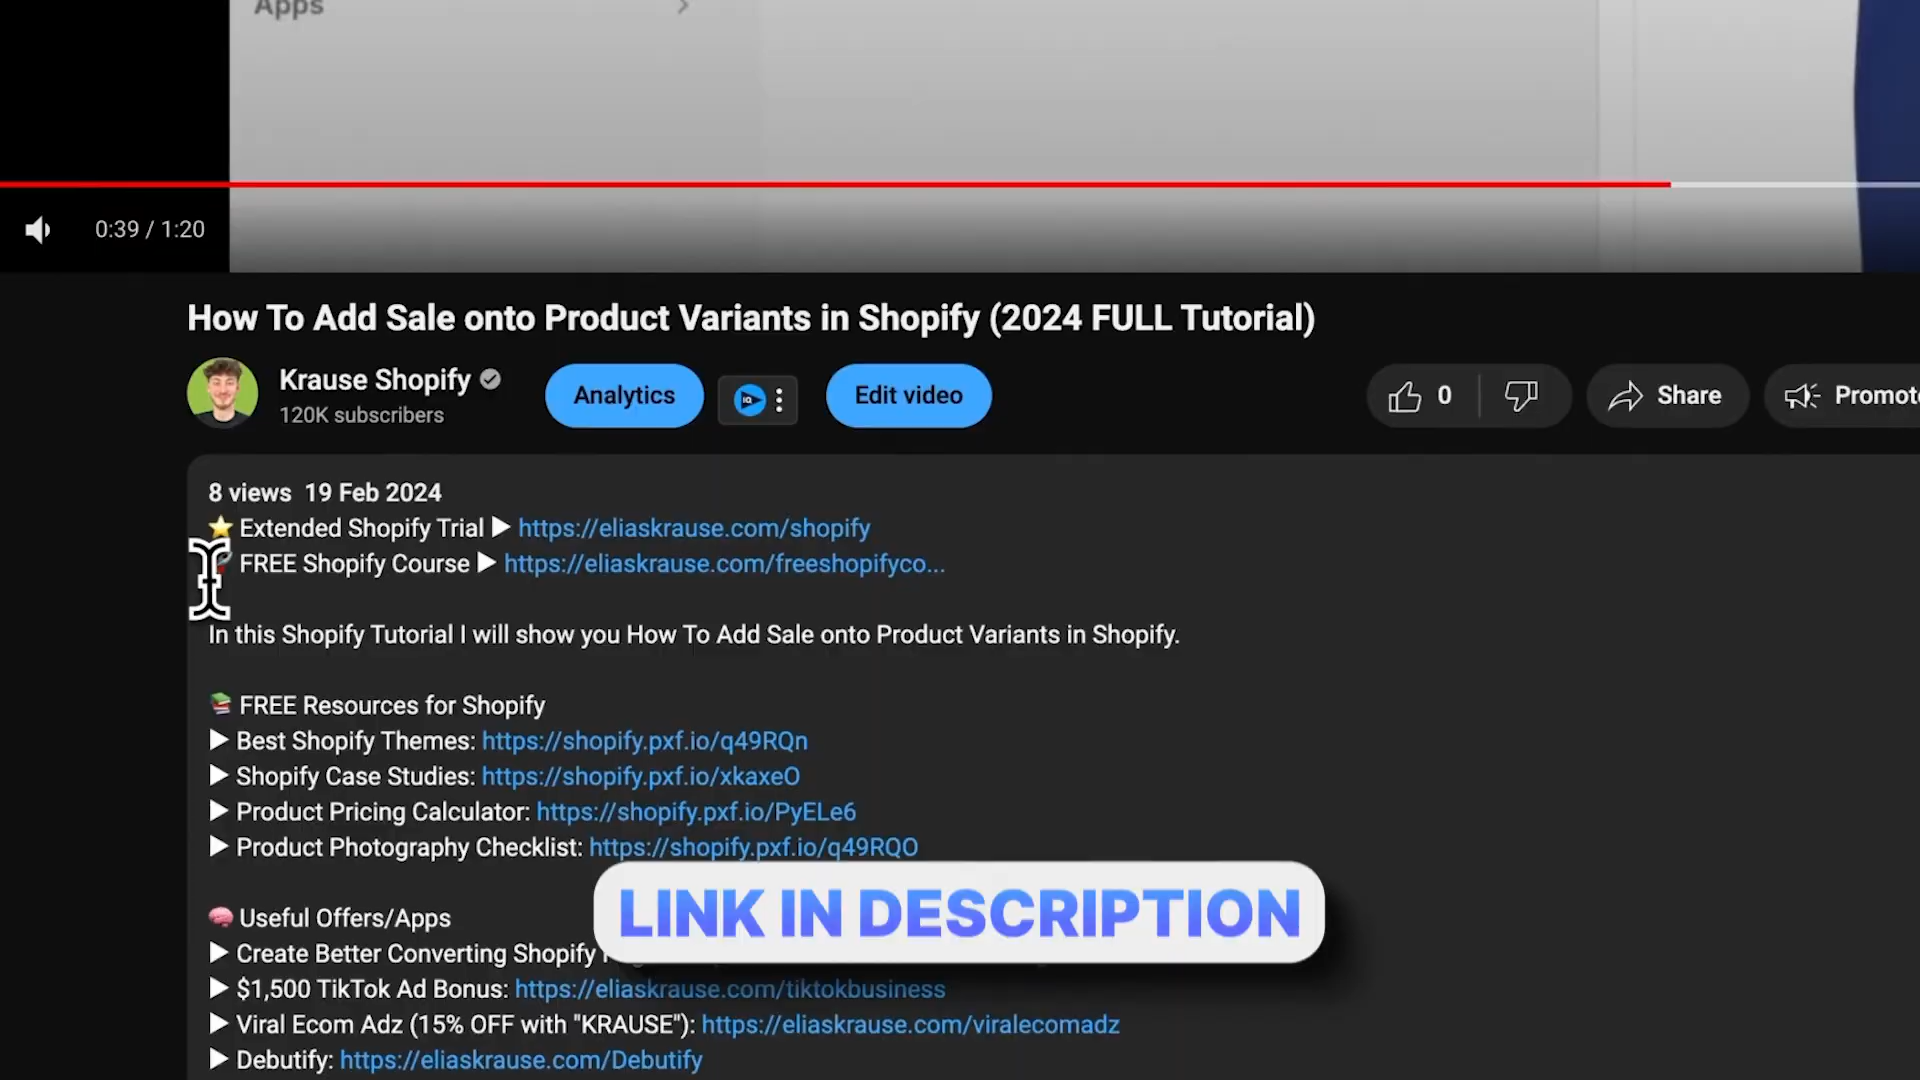 Apps
0:39 / 1:20
How To Add Sale onto Product Variants in Shopify (2024 FULL Tutorial)
Krause Shopify
120K subscribers
Analytics
IQ
Edit video
0
Share
Promote
8 views 19 Feb 2024
⭐ Extended Shopify Trial ▶ https://eliaskrause.com/shopify
FREE Shopify Course ▶ https://eliaskrause.com/freeshopifyco...
In this Shopify Tutorial I will show you How To Add Sale onto Product Variants in Shopify.
📚 FREE Resources for Shopify
▶ Best Shopify Themes: https://shopify.pxf.io/q49RQn
▶ Shopify Case Studies: https://shopify.pxf.io/xkaxeO
▶ Product Pricing Calculator: https://shopify.pxf.io/PyELe6
▶ Product Photography Checklist: https://shopify.pxf.io/q49RQO
🧠 Useful Offers/Apps
LINK IN DESCRIPTION
▶ Create Better Converting Shopify
▶ $1,500 TikTok Ad Bonus: https://eliaskrause.com/tiktokbusiness
▶ Viral Ecom Adz (15% OFF with "KRAUSE"): https://eliaskrause.com/viralecomadz
▶ Debutify: https://eliaskrause.com/Debutify